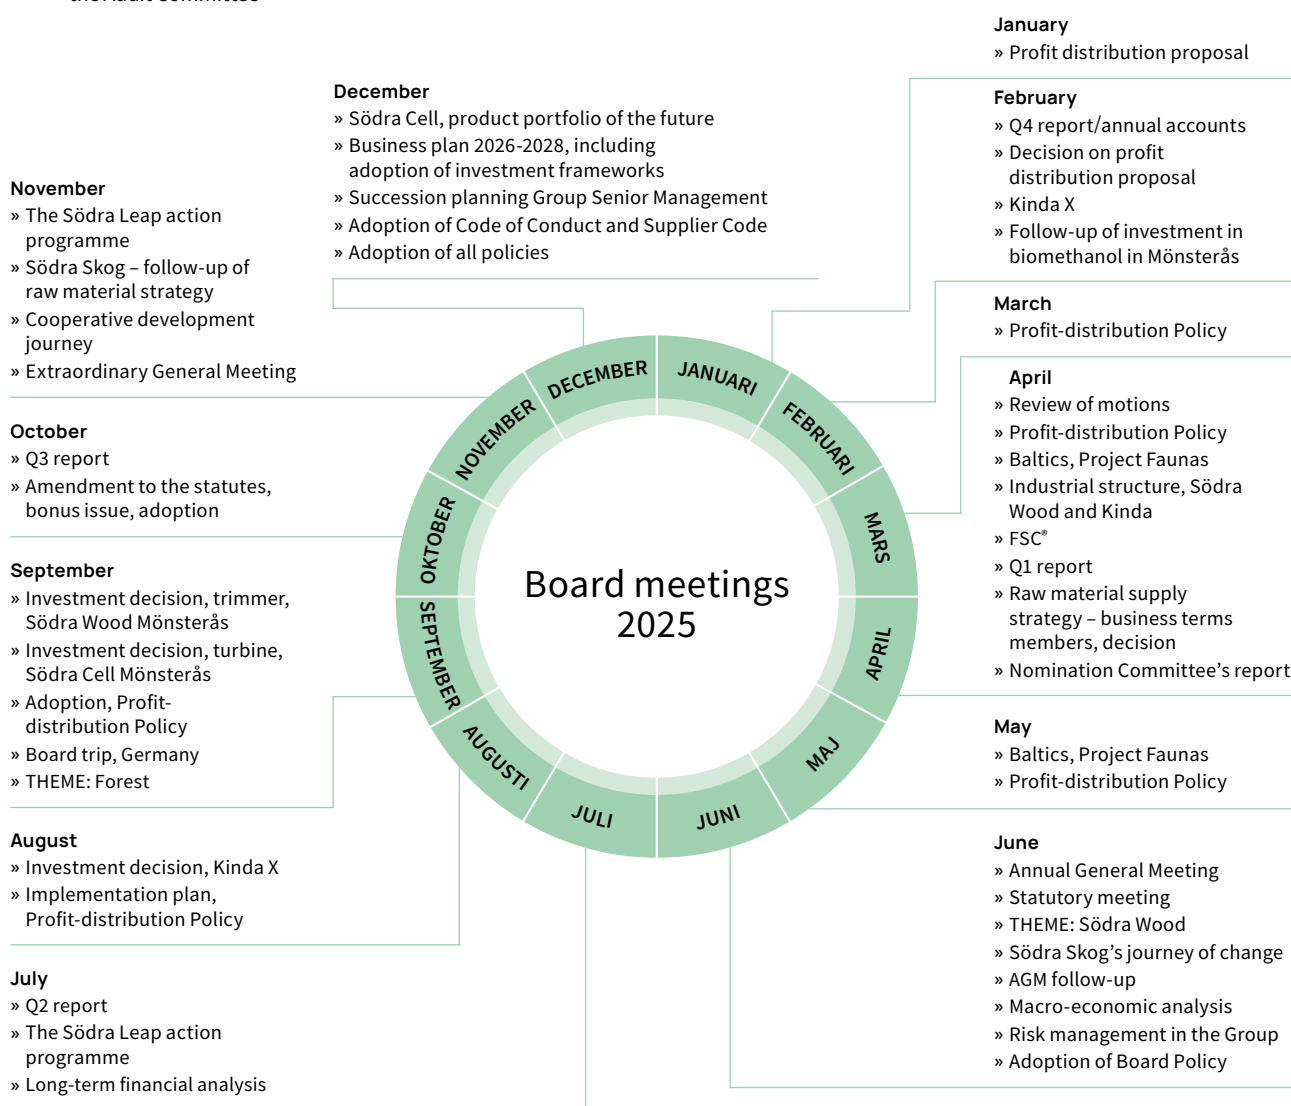 the Audit Committee
January
» Profit distribution proposal
February
» Q4 report/annual accounts
» Decision on profit
distribution proposal
» Kinda X
» Follow-up of investment in
biomethanol in Mönsterås
March
» Profit-distribution Policy
April
» Review of motions
» Profit-distribution Policy
» Baltics, Project Faunas
» Industrial structure, Södra
Wood and Kinda
» FSC®
» Q1 report
» Raw material supply
strategy – business terms
members, decision
» Nomination Committee’s report
May
» Baltics, Project Faunas
» Profit-distribution Policy
June
» Annual General Meeting
» Statutory meeting
» THEME: Södra Wood
» Södra Skog’s journey of change
» AGM follow-up
» Macro-economic analysis
» Risk management in the Group
» Adoption of Board Policy
July
» Q2 report
» The Södra Leap action
programme
» Long-term financial analysis
August
» Investment decision, Kinda X
» Implementation plan,
Profit-distribution Policy
September
» Investment decision, trimmer,
Södra Wood Mönsterås
» Investment decision, turbine,
Södra Cell Mönsterås
» Adoption, Profit-
distribution Policy
» Board trip, Germany
» THEME: Forest
October
» Q3 report
» Amendment to the statutes,
bonus issue, adoption
November
» The Södra Leap action
programme
» Södra Skog – follow-up of
raw material strategy
» Cooperative development
journey
» Extraordinary General Meeting
December
» Södra Cell, product portfolio of the future
» Business plan 2026-2028, including
adoption of investment frameworks
» Succession planning Group Senior Management
» Adoption of Code of Conduct and Supplier Code
» Adoption of all policies
JANUARI
FEBRUARI
MARS
APRIL
MAJ
JUNI
JULI
AUGUSTI
SEPTEMBER
OKTOBER
NOVEMBER
DECEMBER
Board meetings
2025